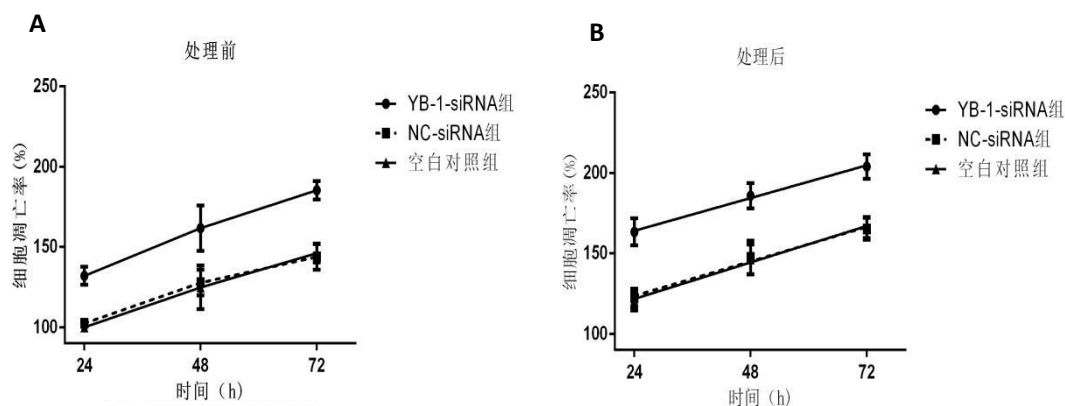 A
处理前
250
200
150
100
细胞凋亡率(%)
24
48
72
时间（h）
YB-1-siRNA组
NC-siRNA组
空白对照组
B
处理后
250
200
150
100
细胞凋亡率(%)
24
48
72
时间（h）
YB-1-siRNA组
NC-siRNA组
空白对照组